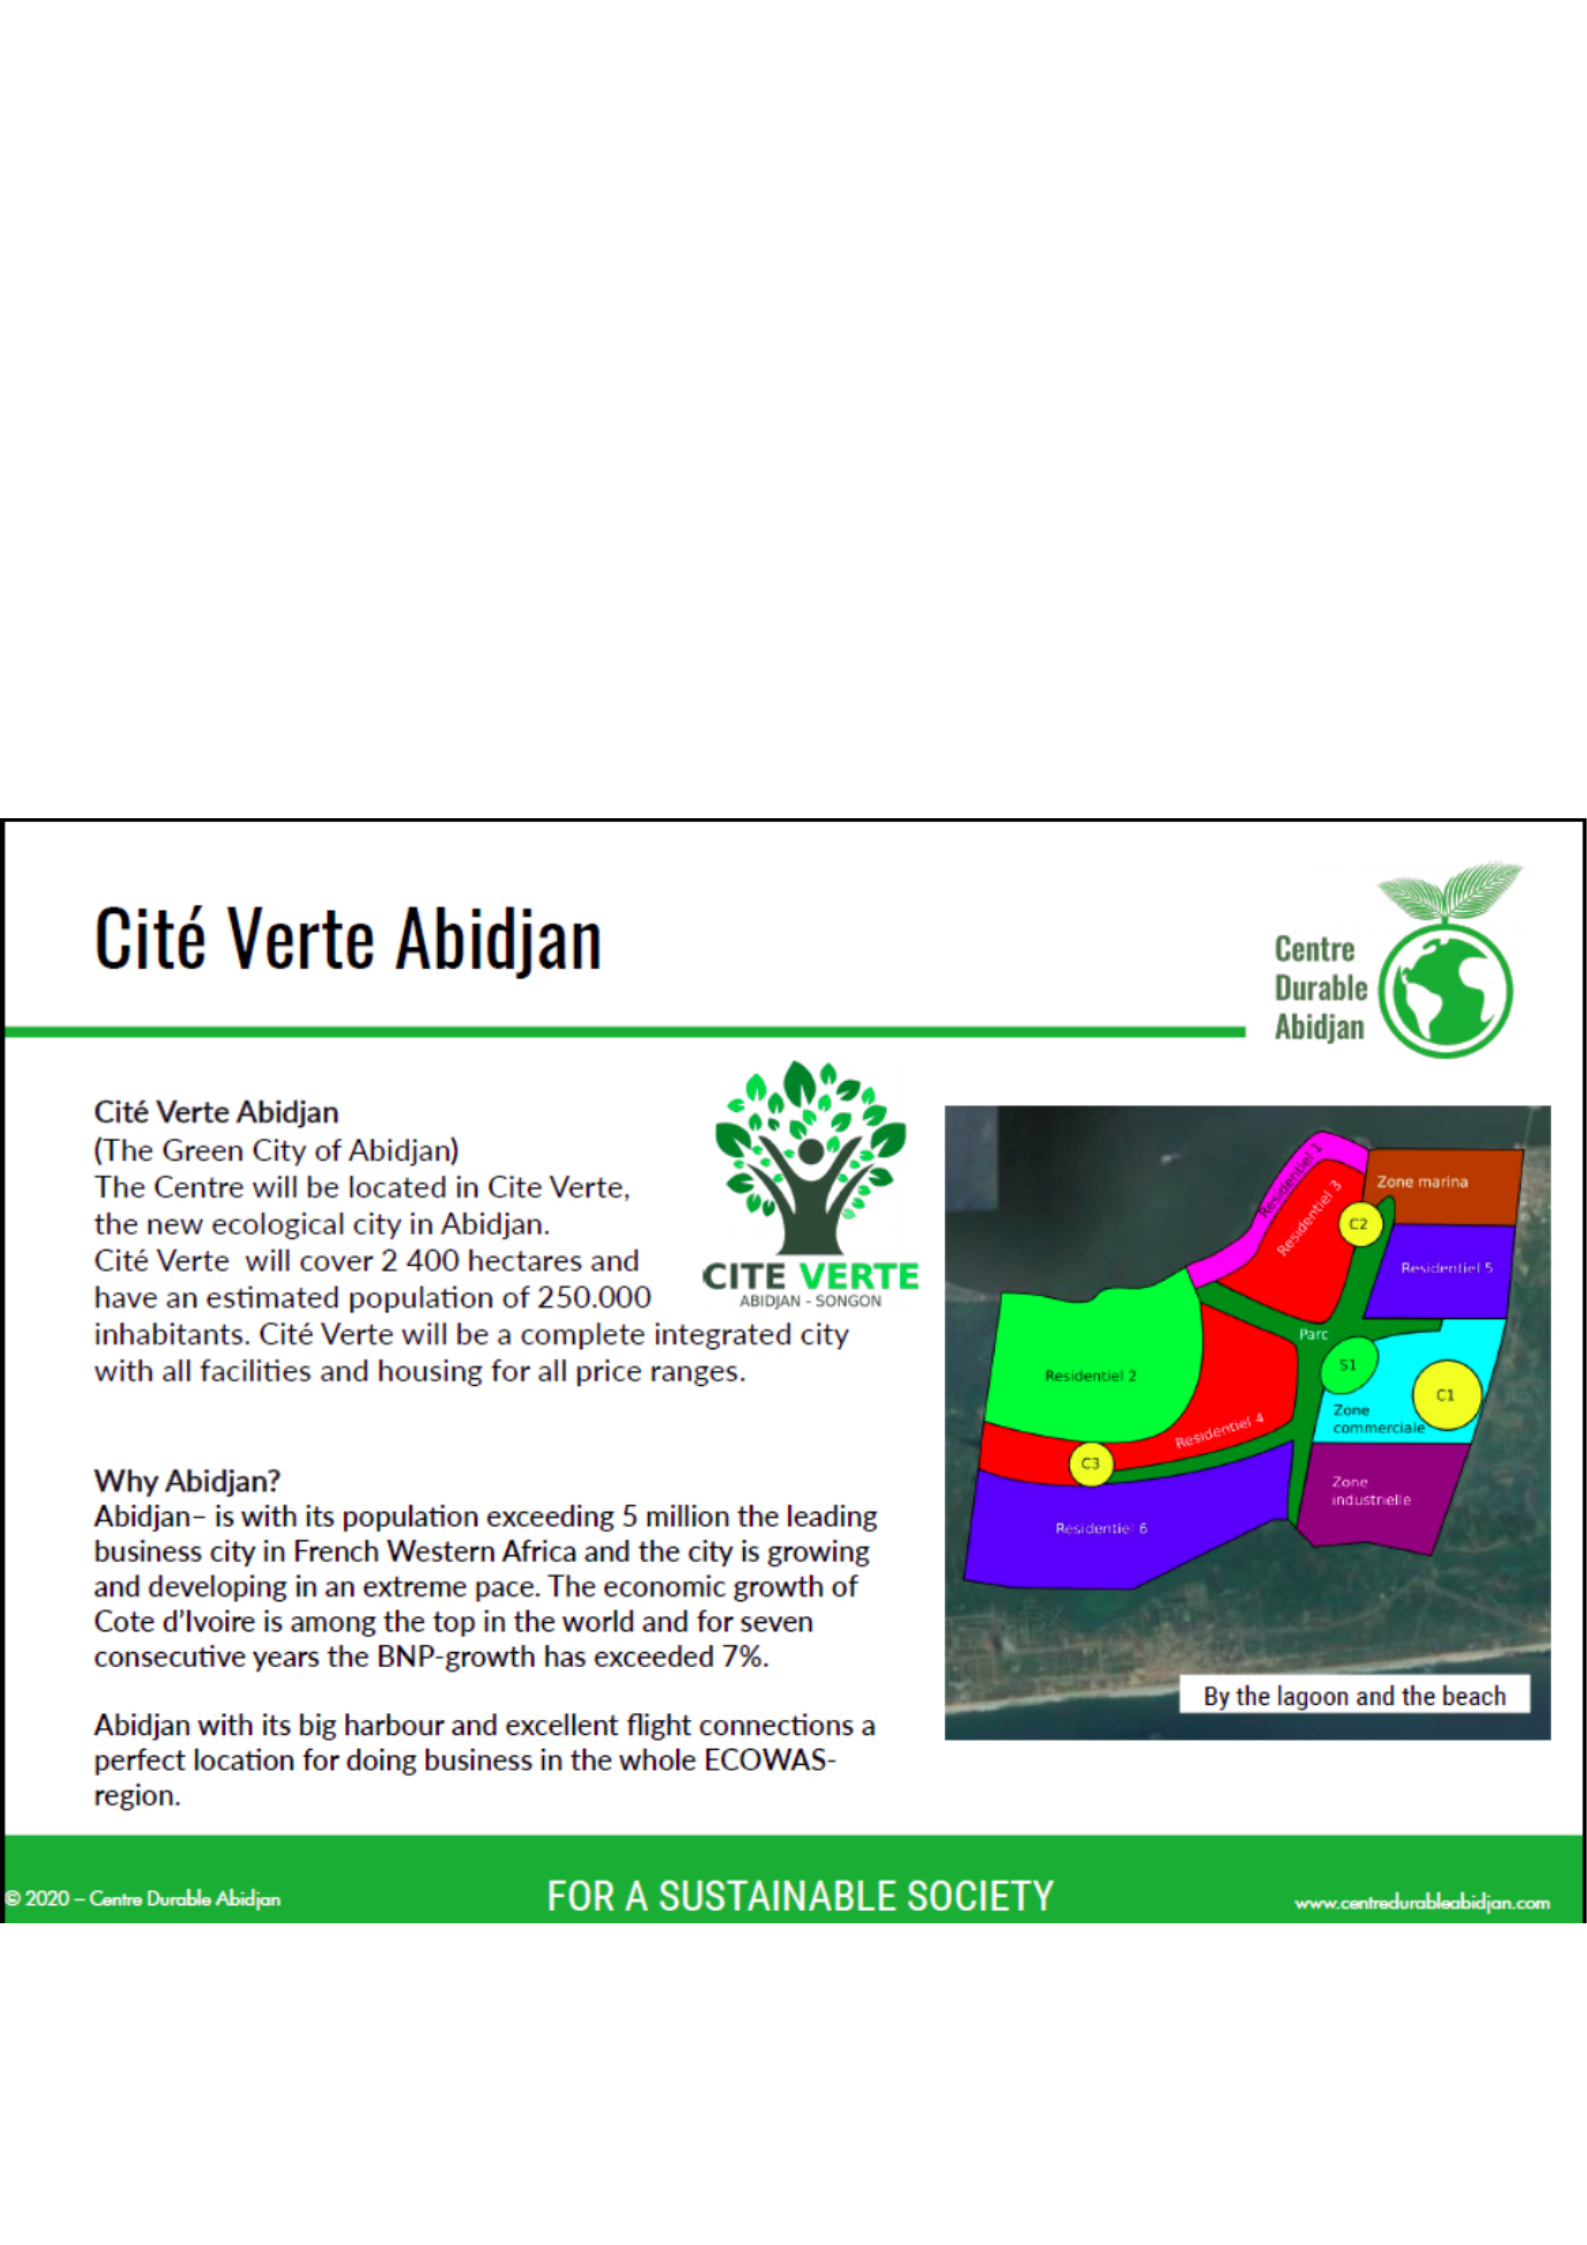 Cité Verte Abidjan
Centre
Durable
Abidjan
Cité Verte Abidjan
(The Green City of Abidjan)
The Centre will be located in Cite Verte,
the new ecological city in Abidjan.
Cité Verte will cover 2 400 hectares and
have an estimated population of 250.000
inhabitants. Cité Verte will be a complete integrated city
with all facilities and housing for all price ranges.
CITE VERTE
ABIDJAN - SONGON
Why Abidjan?
Abidjan– is with its population exceeding 5 million the leading
business city in French Western Africa and the city is growing
and developing in an extreme pace. The economic growth of
Cote d'Ivoire is among the top in the world and for seven
consecutive years the BNP-growth has exceeded 7%.
Abidjan with its big harbour and excellent flight connections a
perfect location for doing business in the whole ECOWAS-
region.
Residentiel 1
Residentiel 3
Zone marina
C2
Residentiel 5
Parc
S1
C1
Residentiel 2
Zone
commerciale
Residentiel 4
C3
Zone
industrielle
Residentiel 6
By the lagoon and the beach
© 2020 – Centre Durable Abidjan
FOR A SUSTAINABLE SOCIETY
www.centredurableabidjan.com